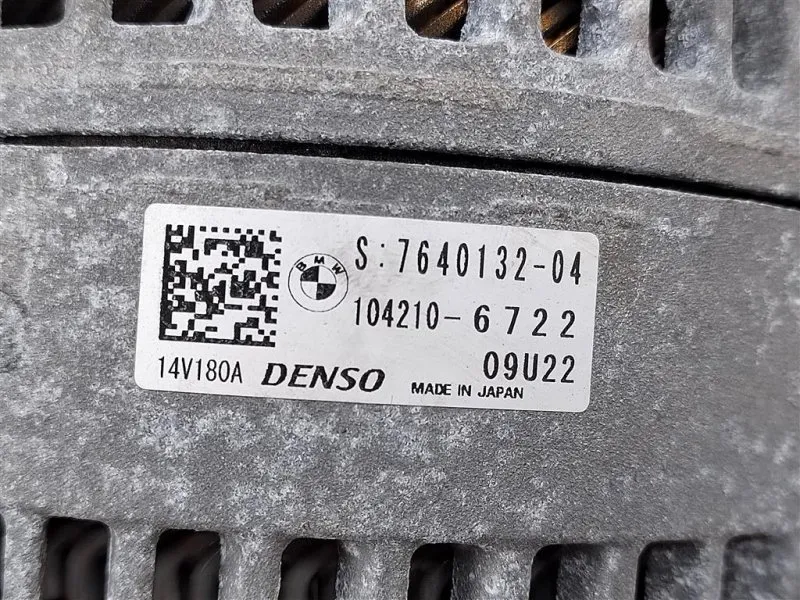 BMW
S:7640132-04
104210-6722
09U22
14V180A DENSO MADE IN JAPAN